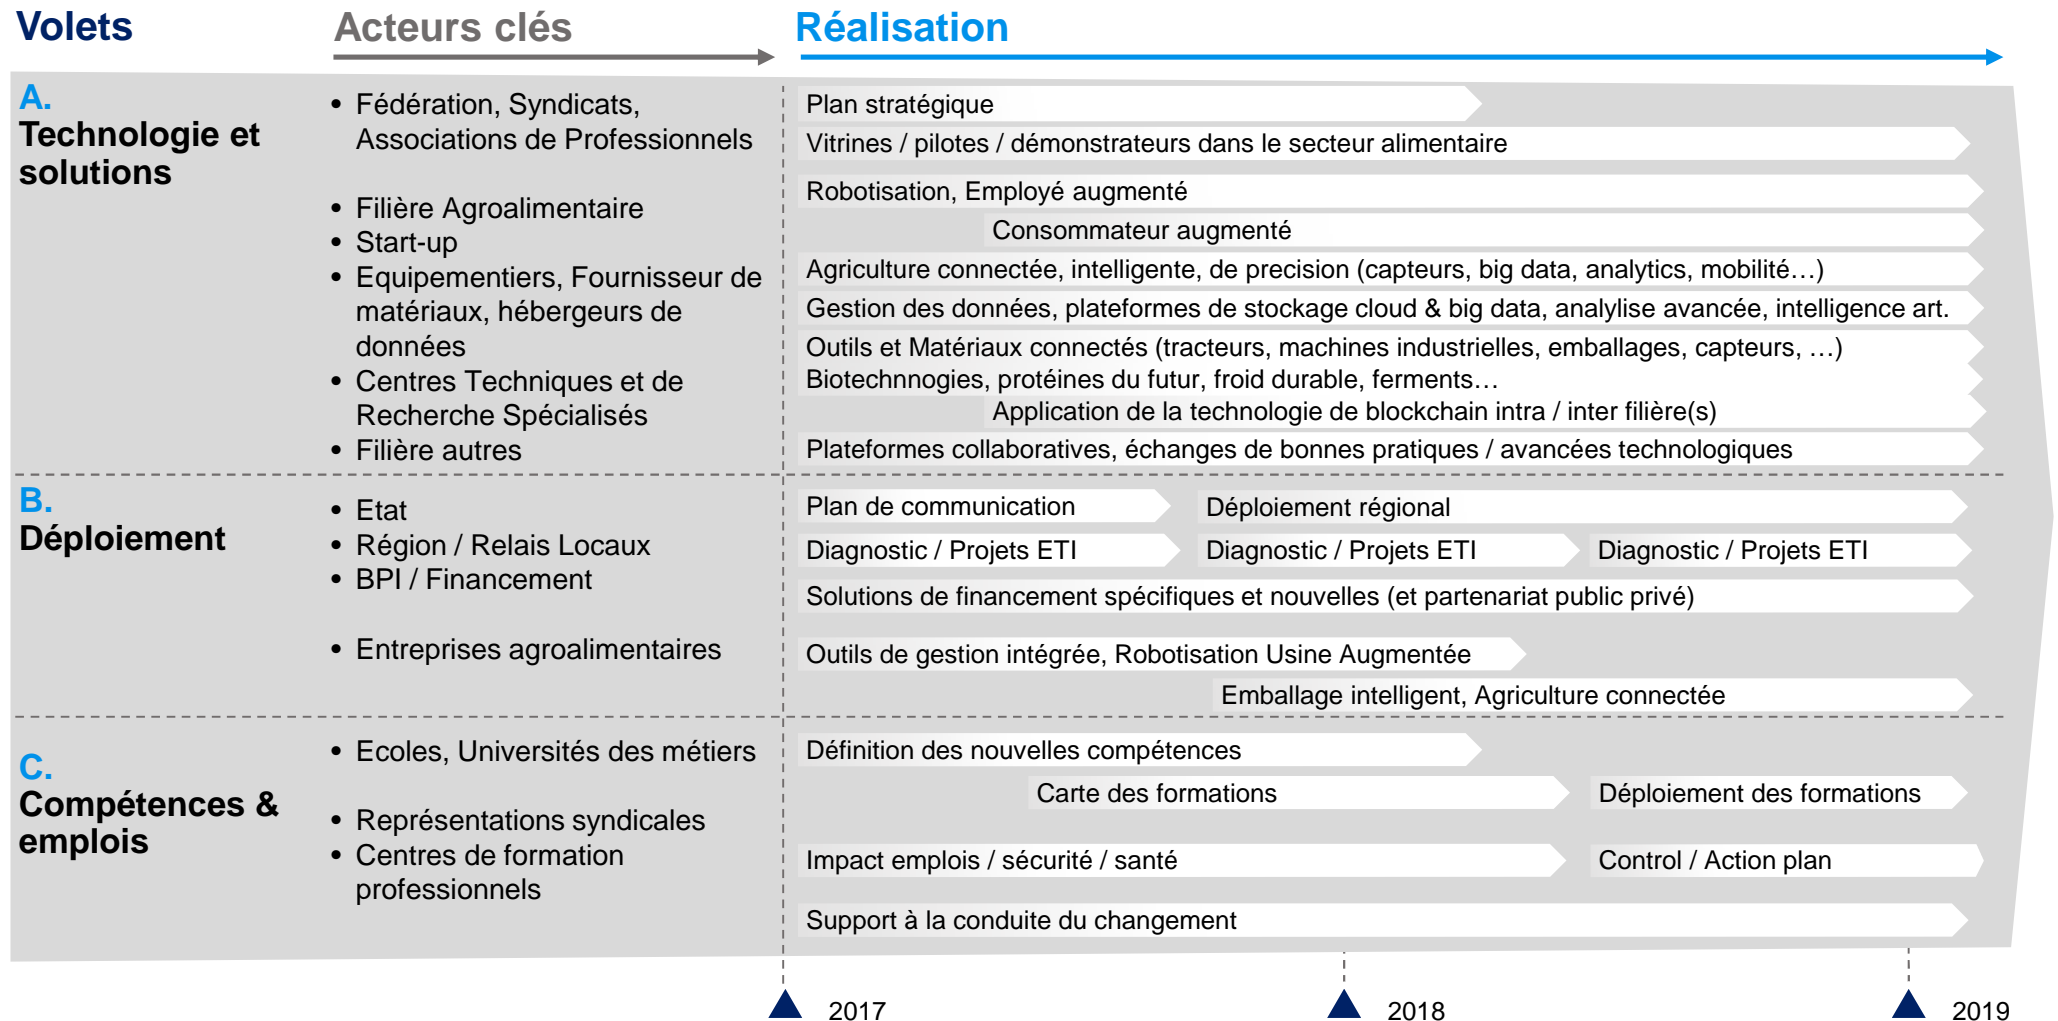 Volets
Acteurs clés
Réalisation
A.
Technologie et
solutions
• Fédération, Syndicats,
Associations de Professionnels
• Filière Agroalimentaire
• Start-up
• Equipementiers, Fournisseur de
matériaux, hébergeurs de
données
• Centres Techniques et de
Recherche Spécialisés
• Filière autres
Plan stratégique
Vitrines / pilotes / démonstrateurs dans le secteur alimentaire
Robotisation, Employé augmenté
Consommateur augmenté
Agriculture connectée, intelligente, de precision (capteurs, big data, analytics, mobilité…)
Gestion des données, plateformes de stockage cloud & big data, analylise avancée, intelligence art.
Outils et Matériaux connectés (tracteurs, machines industrielles, emballages, capteurs, …)
Biotechnnogies, protéines du futur, froid durable, ferments…
Application de la technologie de blockchain intra / inter filière(s)
Plateformes collaboratives, échanges de bonnes pratiques / avancées technologiques
B.
Déploiement
• Etat
• Région / Relais Locaux
• BPI / Financement
• Entreprises agroalimentaires
Plan de communication
Déploiement régional
Diagnostic / Projets ETI
Diagnostic / Projets ETI
Diagnostic / Projets ETI
Solutions de financement spécifiques et nouvelles (et partenariat public privé)
Outils de gestion intégrée, Robotisation Usine Augmentée
Emballage intelligent, Agriculture connectée
C.
Compétences &
emplois
• Ecoles, Universités des métiers
• Représentations syndicales
• Centres de formation
professionnels
Définition des nouvelles compétences
Carte des formations
Déploiement des formations
Impact emplois / sécurité / santé
Control / Action plan
Support à la conduite du changement
2017
2018
2019